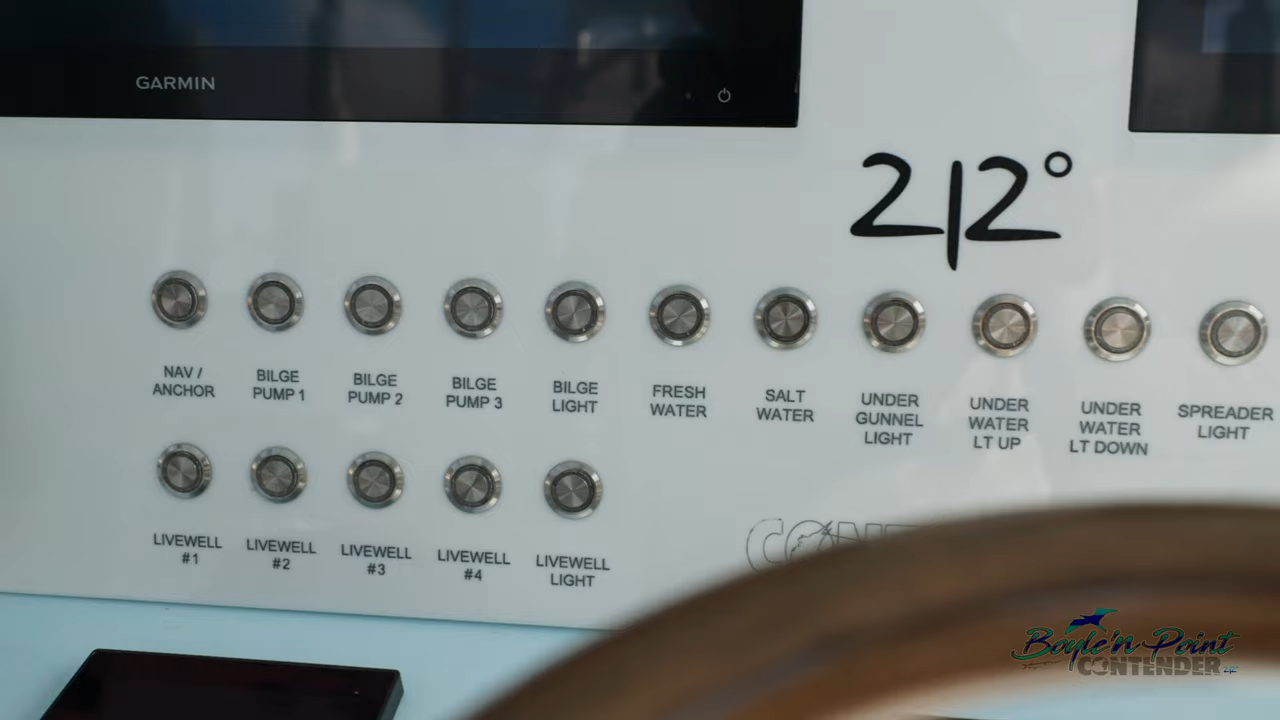 GARMIN
212°
NAV /
ANCHOR
BILGE
PUMP 1
BILGE
PUMP 2
BILGE
PUMP 3
BILGE
LIGHT
FRESH
WATER
SALT
WATER
UNDER
GUNNEL
LIGHT
UNDER
WATER
LT UP
UNDER
WATER
LT DOWN
SPREADER
LIGHT
LIVEWELL
#1
LIVEWELL
#2
LIVEWELL
#3
LIVEWELL
#4
LIVEWELL
LIGHT
Boyle'n Point
CONTENDER